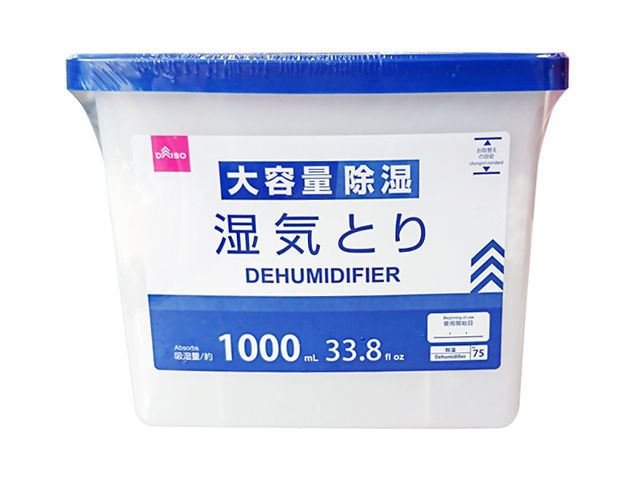 DAISO
お取替え
の目安
changed standard
大容量 除湿
湿気とり
DEHUMIDIFIER
Beginning of use
使用開始日
Absorbs
吸湿量/約 1000 mL 33.8 fl oz
除湿
Dehumidifier
No
75